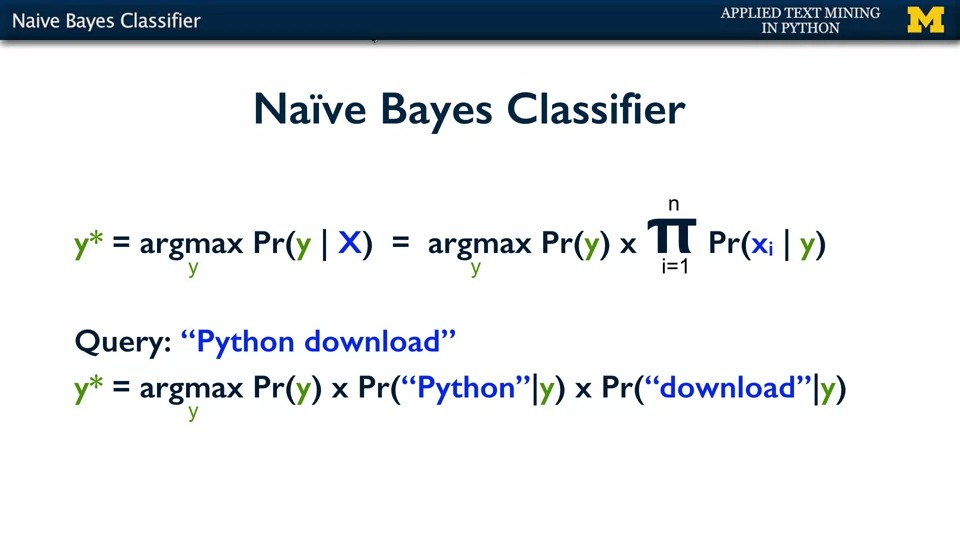 Naive Bayes Classifier
APPLIED TEXT MINING
IN PYTHON
M
Naïve Bayes Classifier
n
y* = argmax Pr(y | X) = argmax Pr(y) x π Pr(xi | y)
y y i=1
Query: “Python download”
y* = argmax Pr(y) x Pr(“Python”|y) x Pr(“download”|y)
y